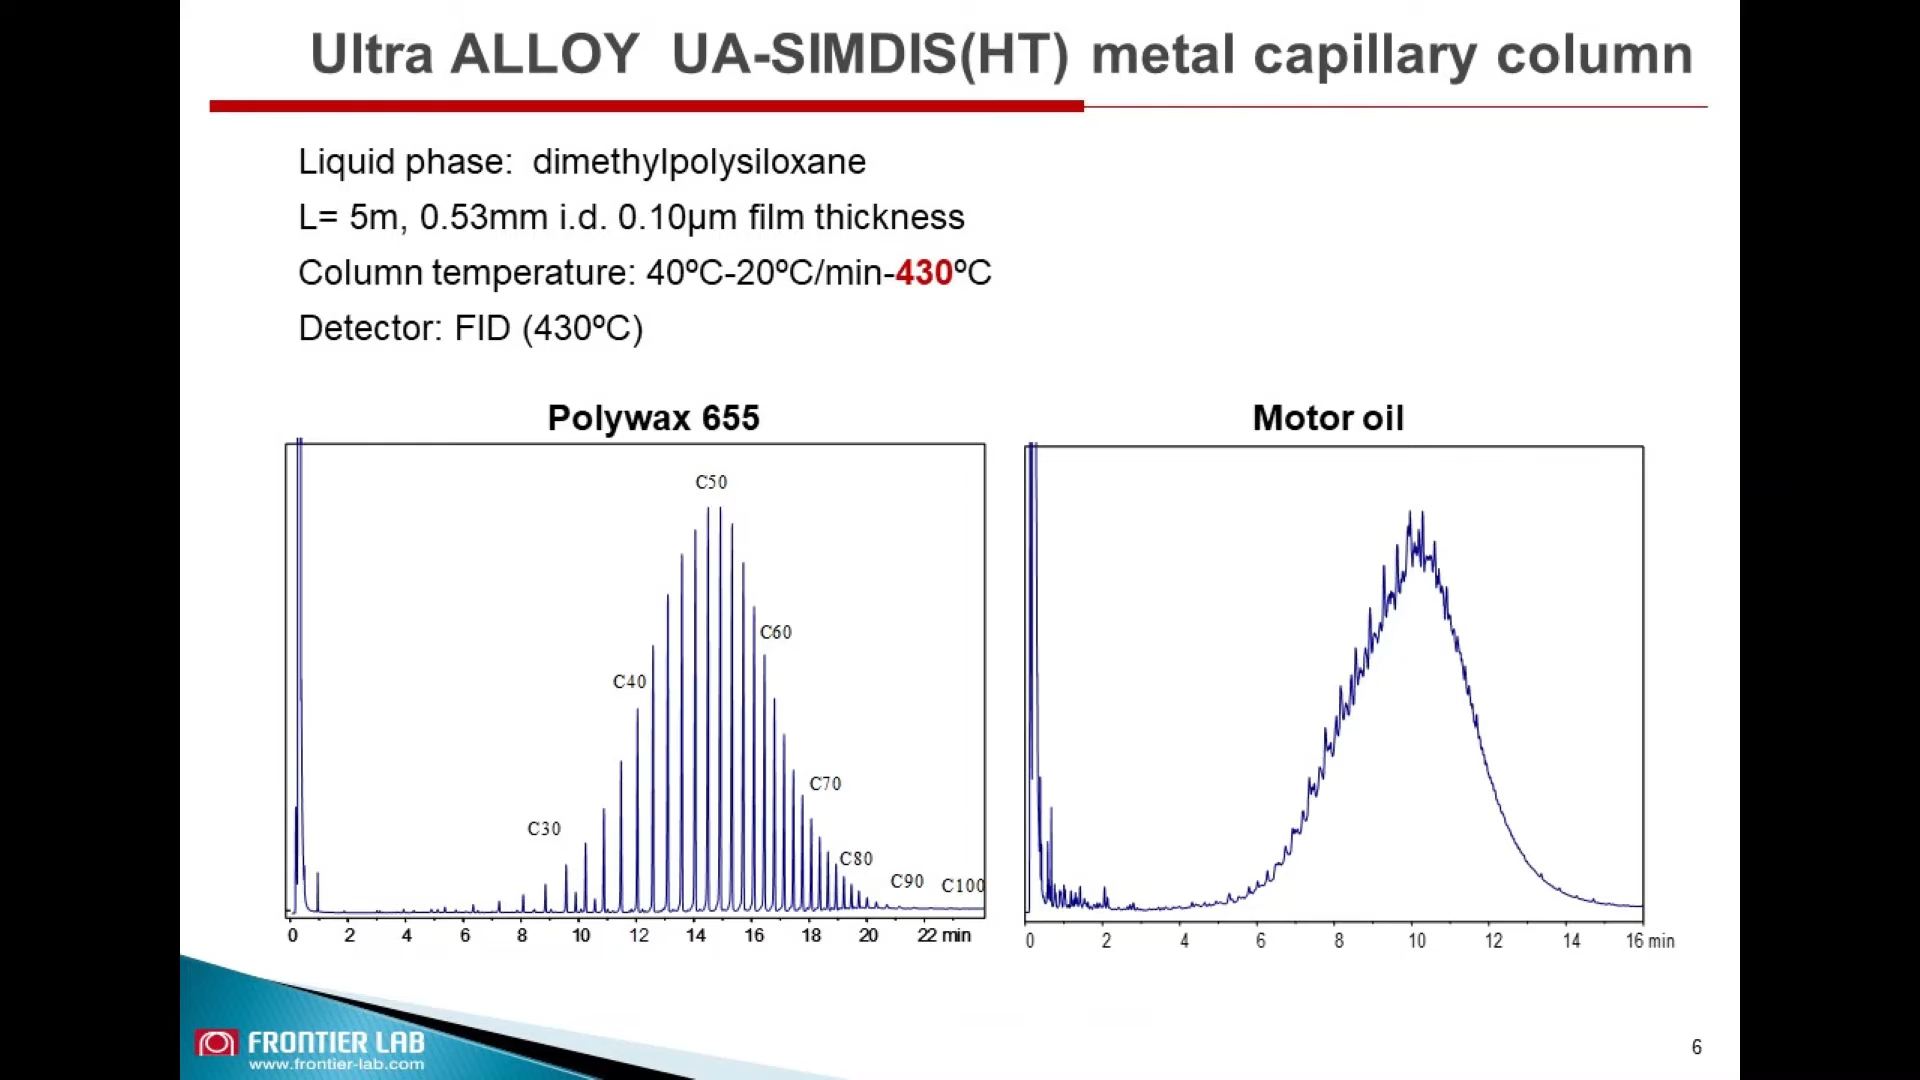 Ultra ALLOY UA-SIMDIS(HT) metal capillary column
Liquid phase: dimethylpolysiloxane
L= 5m, 0.53mm i.d. 0.10µm film thickness
Column temperature: 40ºC-20ºC/min-430ºC
Detector: FID (430ºC)
Polywax 655
C50
C60
C40
C70
C30
C80
C90
C100
0 2 4 6 8 10 12 14 16 18 20 22 min
Motor oil
0 2 4 6 8 10 12 14 16 min
FRONTIER LAB
www.frontier-lab.com
6